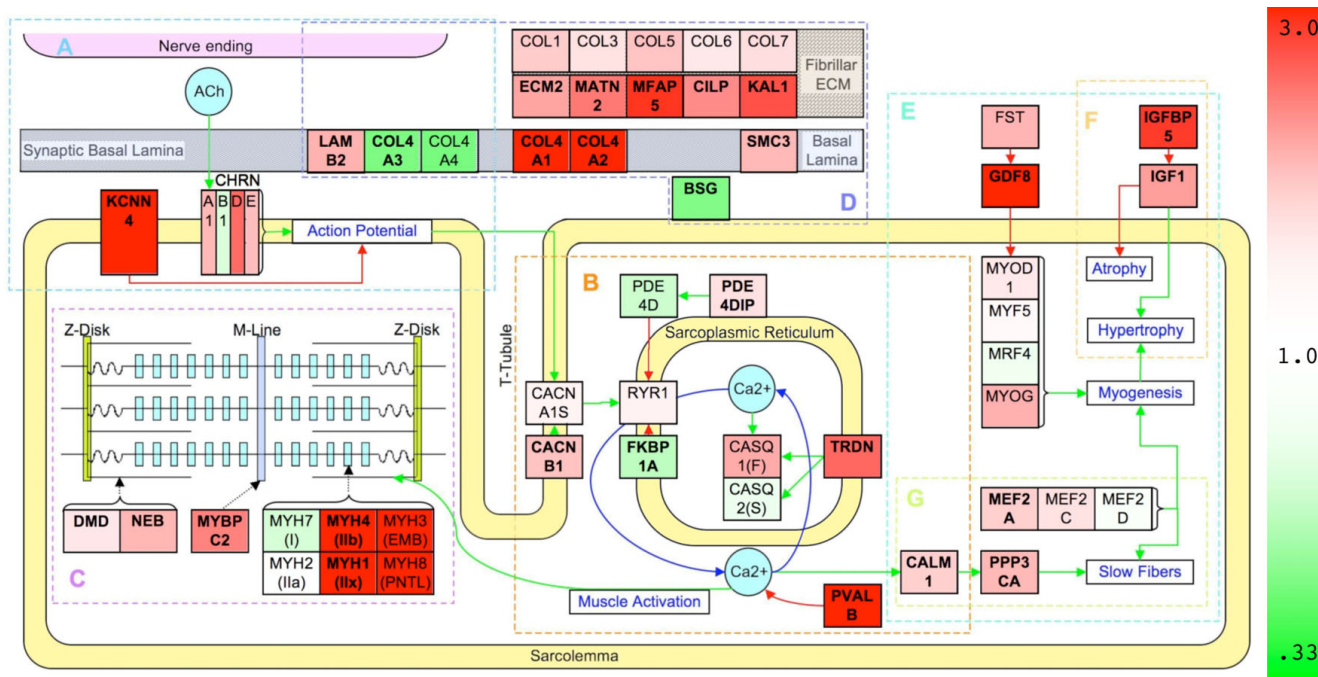 A
Nerve ending
ACh
COL1 COL3 COL5 COL6 COL7
Fibrillar
ECM
ECM2 MATN
2 MFAP
5 CILP KAL1
Synaptic Basal Lamina
LAM
B2 COL4
A3 COL4
A4 COL4
A1 COL4
A2 SMC3
Basal
Lamina
BSG
D
KCNN
4
CHRN
A
1 B
1 D E
Action Potential
E
FST
GDF8
F
IGFBP
5
IGF1
Atrophy
Hypertrophy
Myogenesis
MYOD
1
MYF5
MRF4
MYOG
B
PDE
4D
PDE
4DIP
Sarcoplasmic Reticulum
T-Tubule
CACN
A1S
RYR1
Ca2+
CACN
B1
FKBP
1A
CASQ
1(F)
CASQ
2(S)
TRDN
Z-Disk M-Line Z-Disk
DMD NEB
MYBP
C2
MYH7
(I) MYH4
(IIb) MYH3
(EMB)
MYH2
(IIa) MYH1
(IIx) MYH8
(PNTL)
C
G
MEF2
A MEF2
C MEF2
D
Ca2+
CALM
1
PPP3
CA
Slow Fibers
Muscle Activation
PVAL
B
Sarcolemma
3.0
1.0
.33